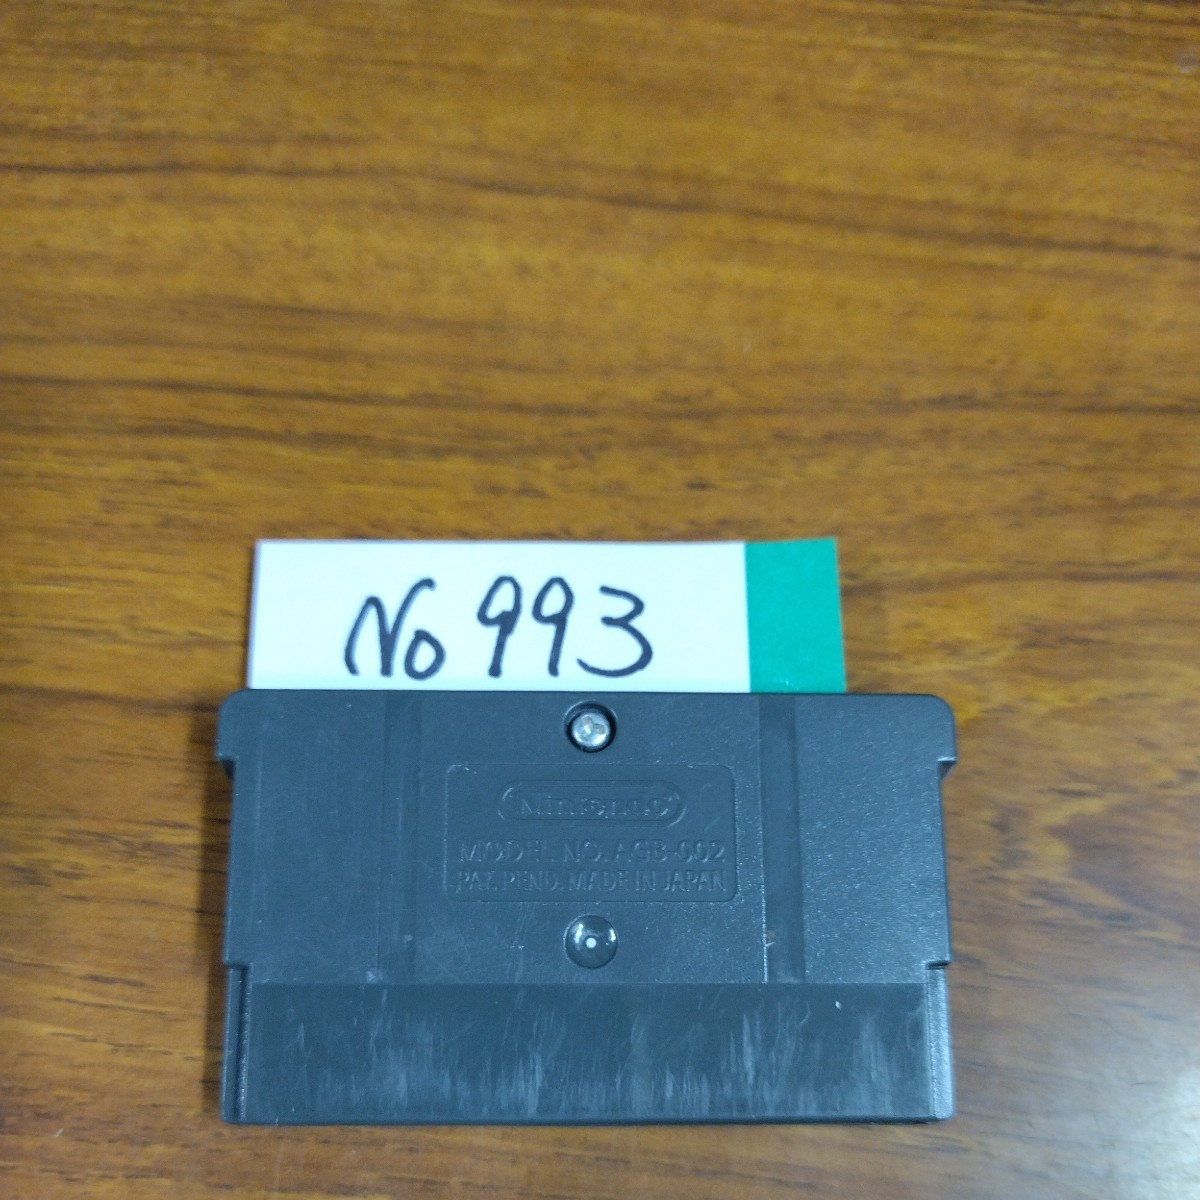 No 993
Nintendo
MODEL NO. AGB-002
PAT. PEND. MADE IN JAPAN